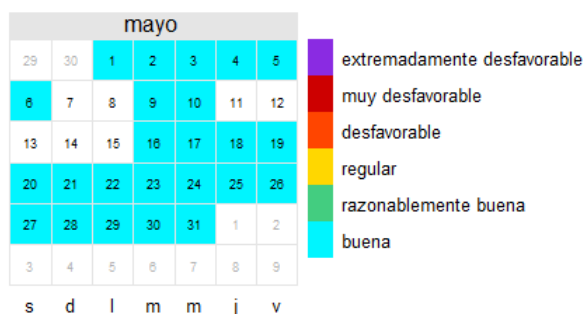 mayo
29 30 1 2 3 4 5
6 7 8 9 10 11 12
13 14 15 16 17 18 19
20 21 22 23 24 25 26
27 28 29 30 31 1 2
3 4 5 6 7 8 9
s d l m m j v
extremadamente desfavorable
muy desfavorable
desfavorable
regular
razonablemente buena
buena